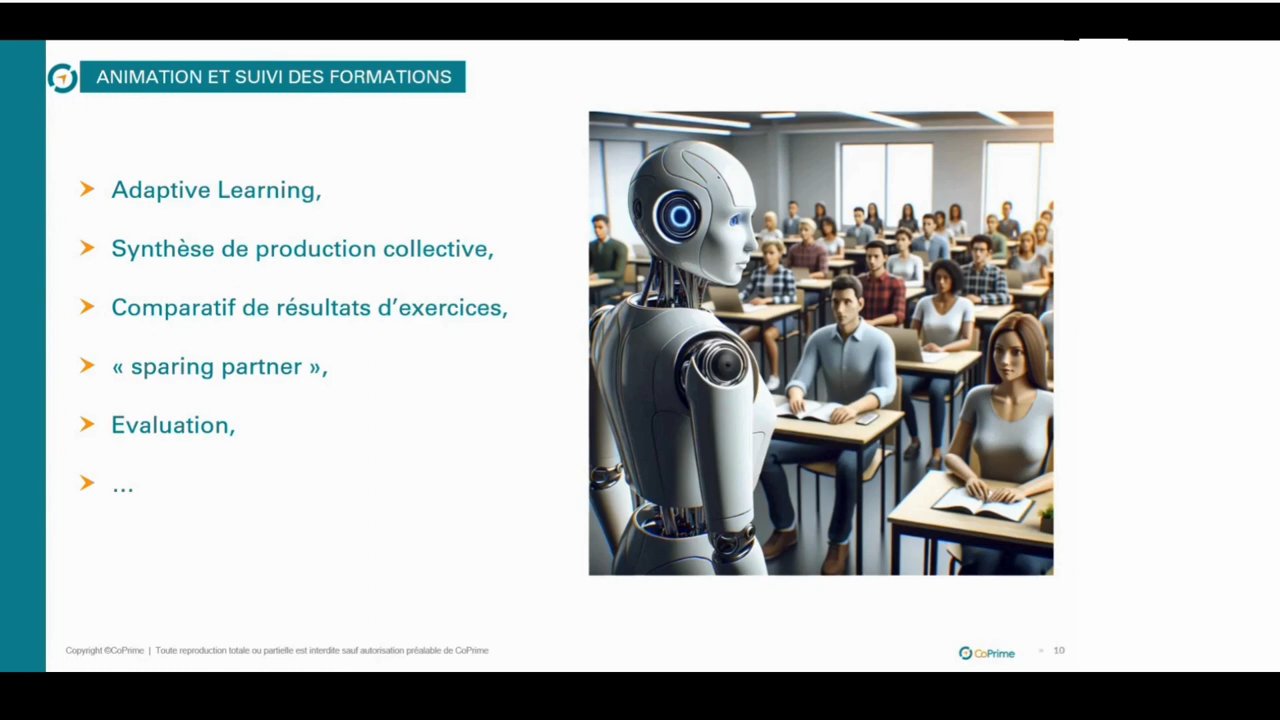 ANIMATION ET SUIVI DES FORMATIONS
Adaptive Learning,
Synthèse de production collective,
Comparatif de résultats d’exercices,
« sparing partner »,
Evaluation,
...
Copyright ©CoPrime | Toute reproduction totale ou partielle est interdite sauf autorisation préalable de CoPrime
CoPrime
- 10